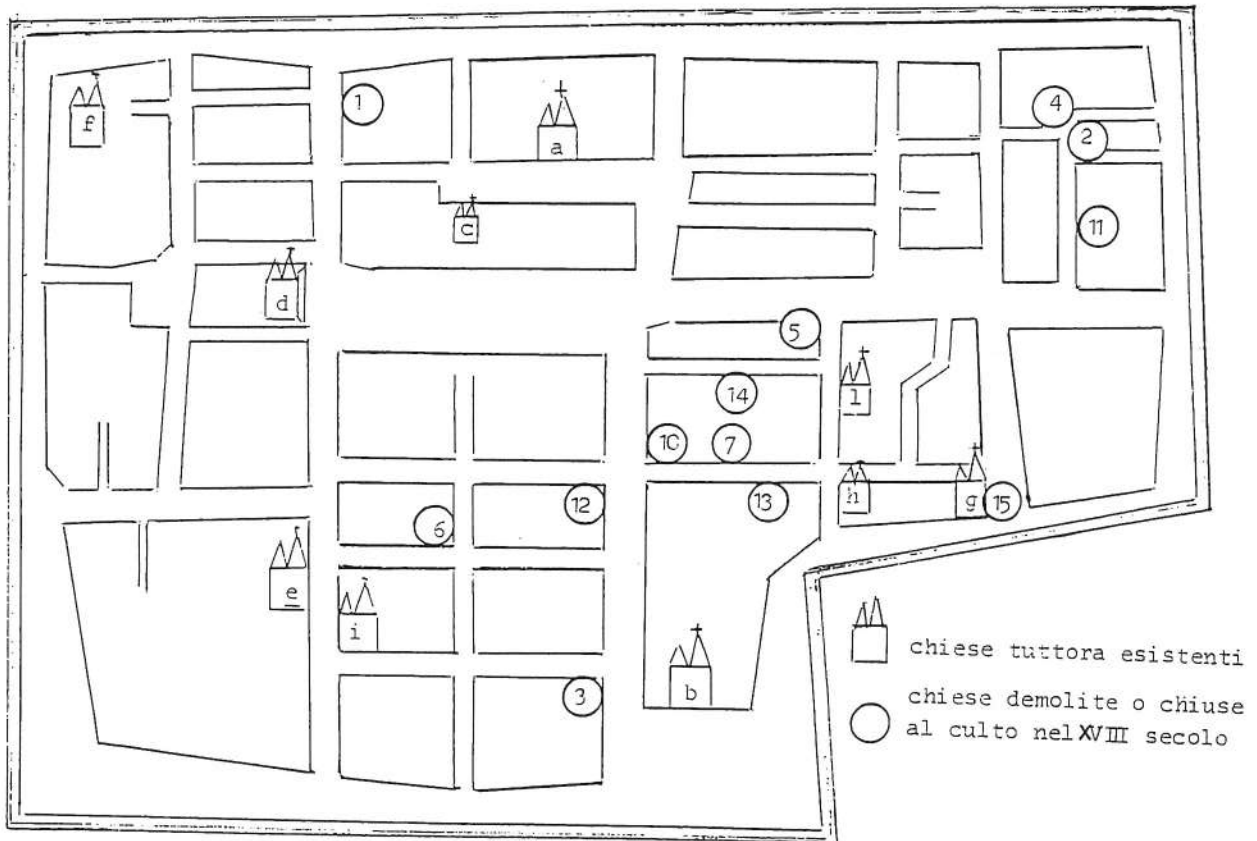 f
1
a
4
2
c
11
d
5
l
14
10
7
h
g
15
12
13
6
e
i
b
3
chiese tuttora esistenti
chiese demolite o chiuse
al culto nel XVIII secolo